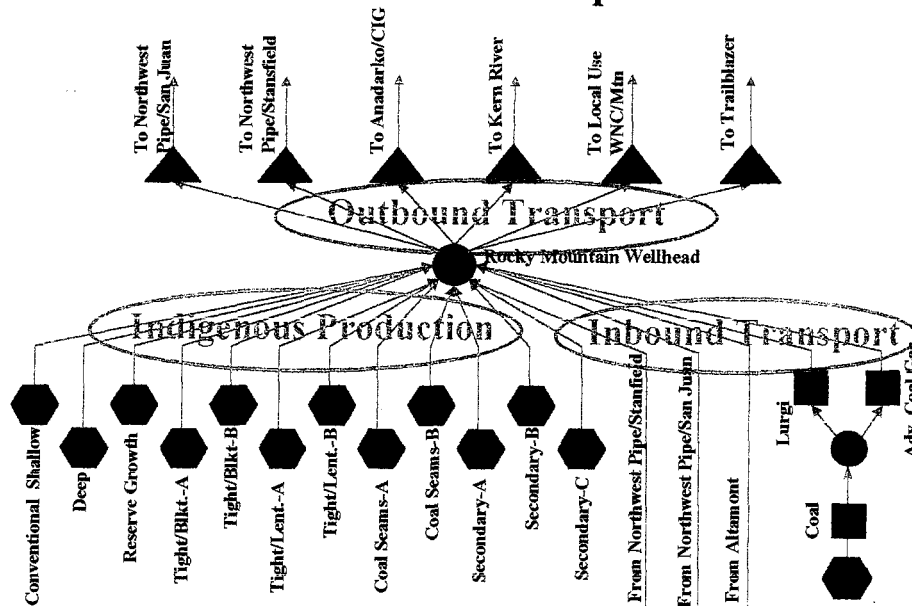 To Northwest
Pipe/San Juan
To Northwest
Pipe/Stansfield
To Anadarko/CIG
To Kern River
To Local Use
WNC/Mtn
To Trailblazer
Outbound Transport
Rocky Mountain Wellhead
Indigenous Production
Inbound Transport
Conventional Shallow
Deep
Reserve Growth
Tight/Blkt.-A
Tight/Blkt-B
Tight/Lent.-A
Tight/Lent.-B
Coal Seams-A
Coal Seams-B
Secondary-A
Secondary-B
Secondary-C
From Northwest Pipe/Stanfield
From Northwest Pipe/San Juan
From Altamont
Lurgi
Coal